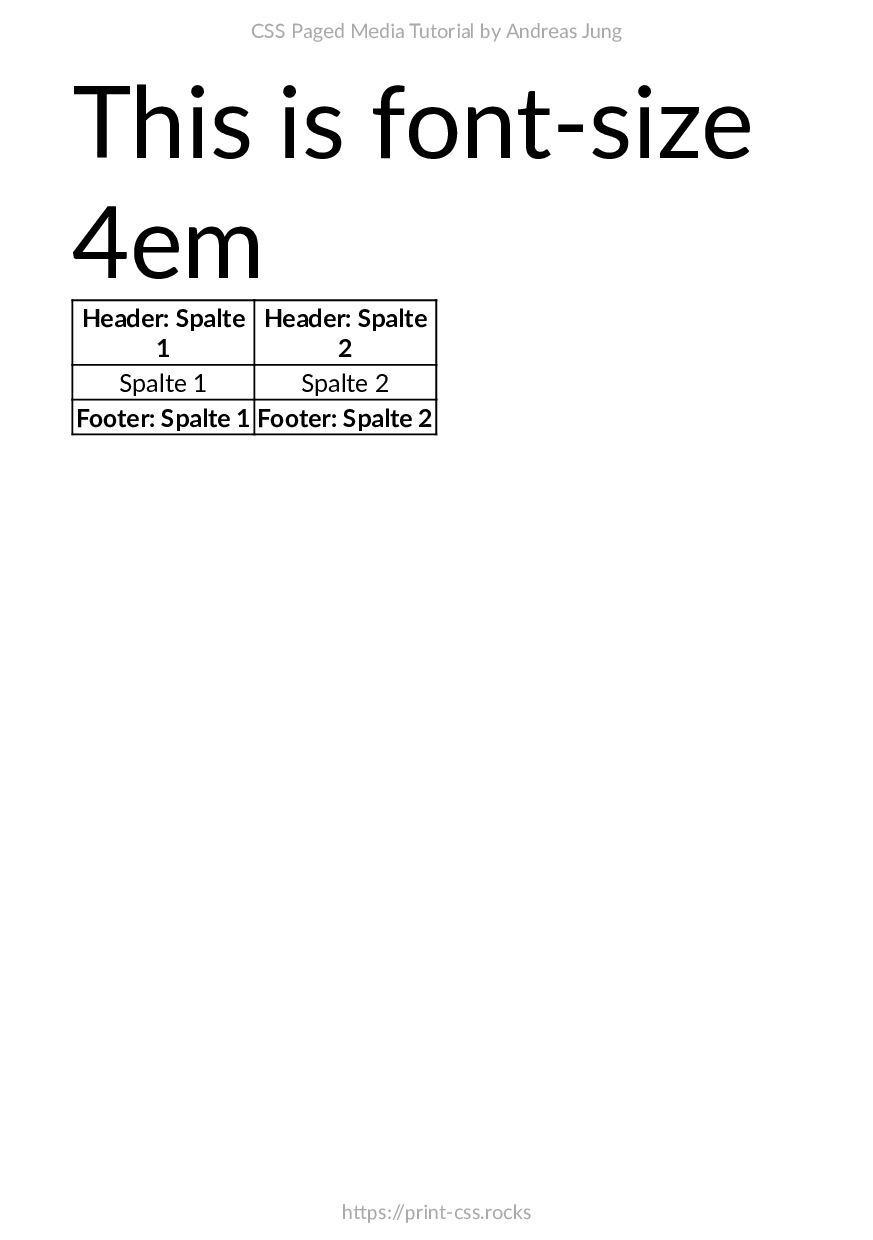 CSS Paged Media Tutorial by Andreas Jung
This is font-size
4em
Header: Spalte 1 Header: Spalte 2
Spalte 1 Spalte 2
Footer: Spalte 1 Footer: Spalte 2
https://print-css.rocks